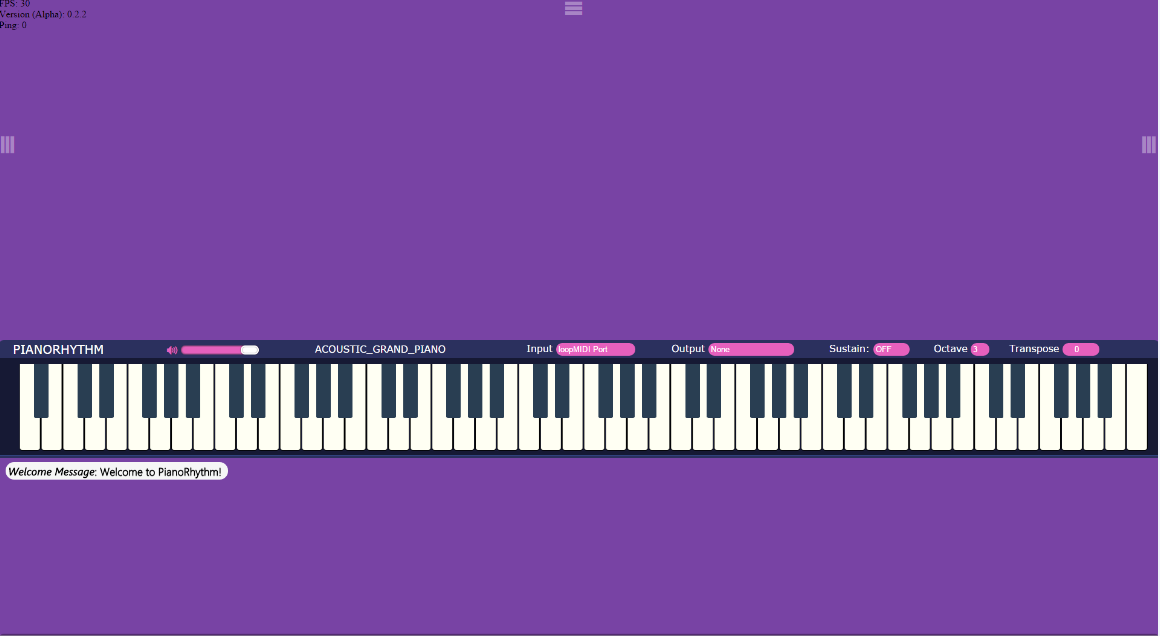 FPS: 30
Version (Alpha): 0.2.2
Ping: 0
PIANORHYTHM ACOUSTIC_GRAND_PIANO Input loopMIDI Port Output None Sustain: OFF Octave 3 Transpose 0
Welcome Message: Welcome to PianoRhythm!